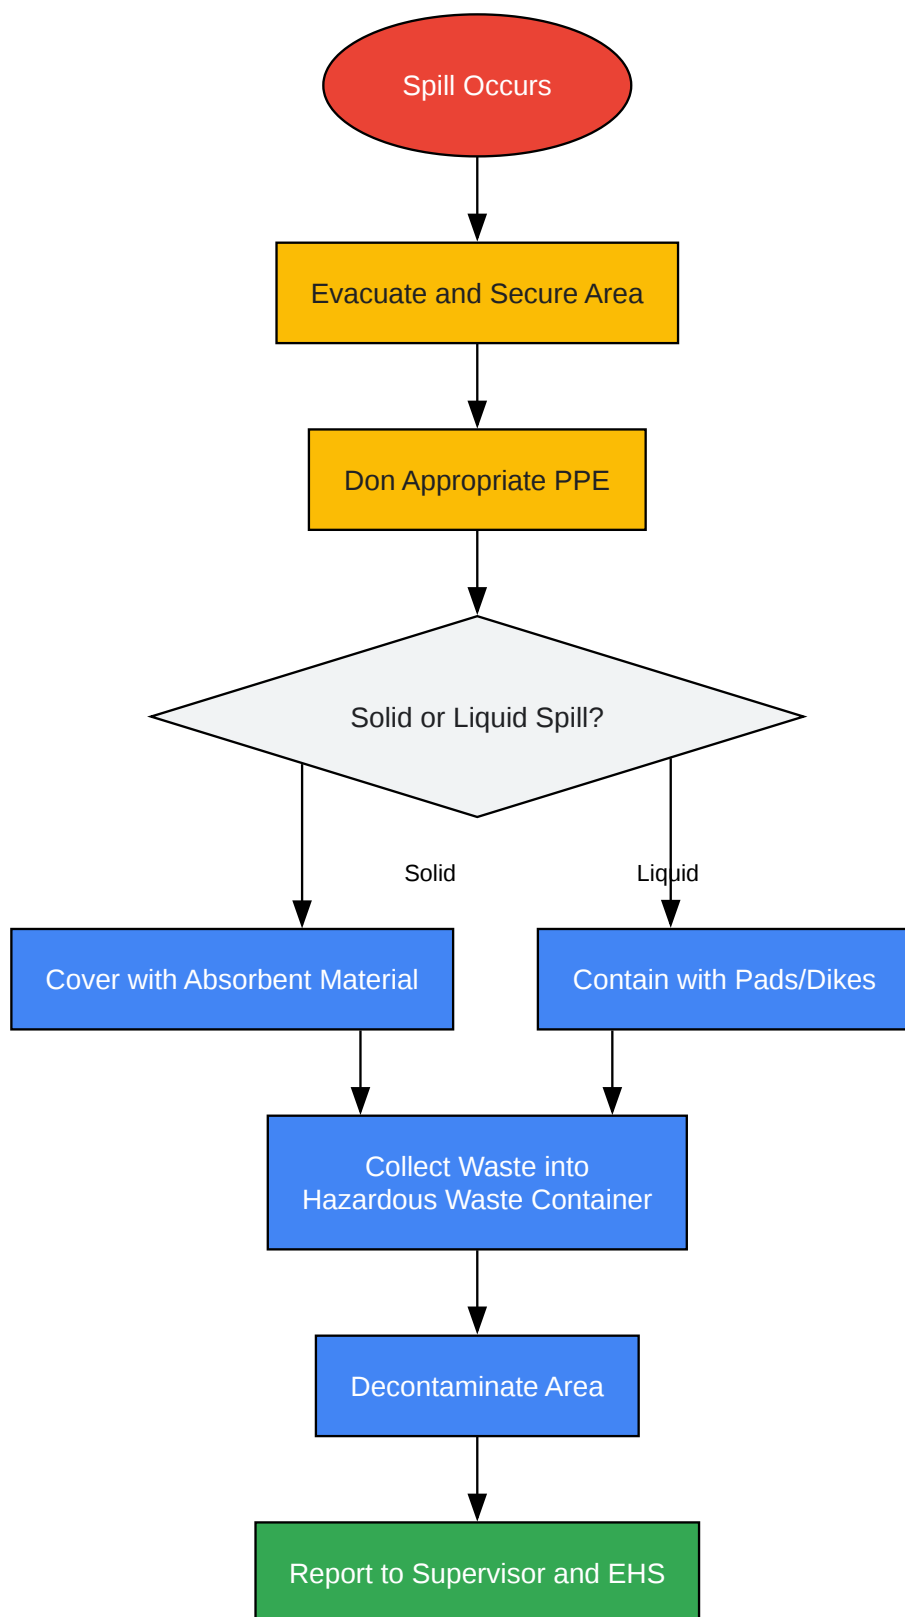 Spill Occurs
Evacuate and Secure Area
Don Appropriate PPE
Solid or Liquid Spill?
Solid
Liquid
Cover with Absorbent Material
Contain with Pads/Dikes
Collect Waste into
Hazardous Waste Container
Decontaminate Area
Report to Supervisor and EHS